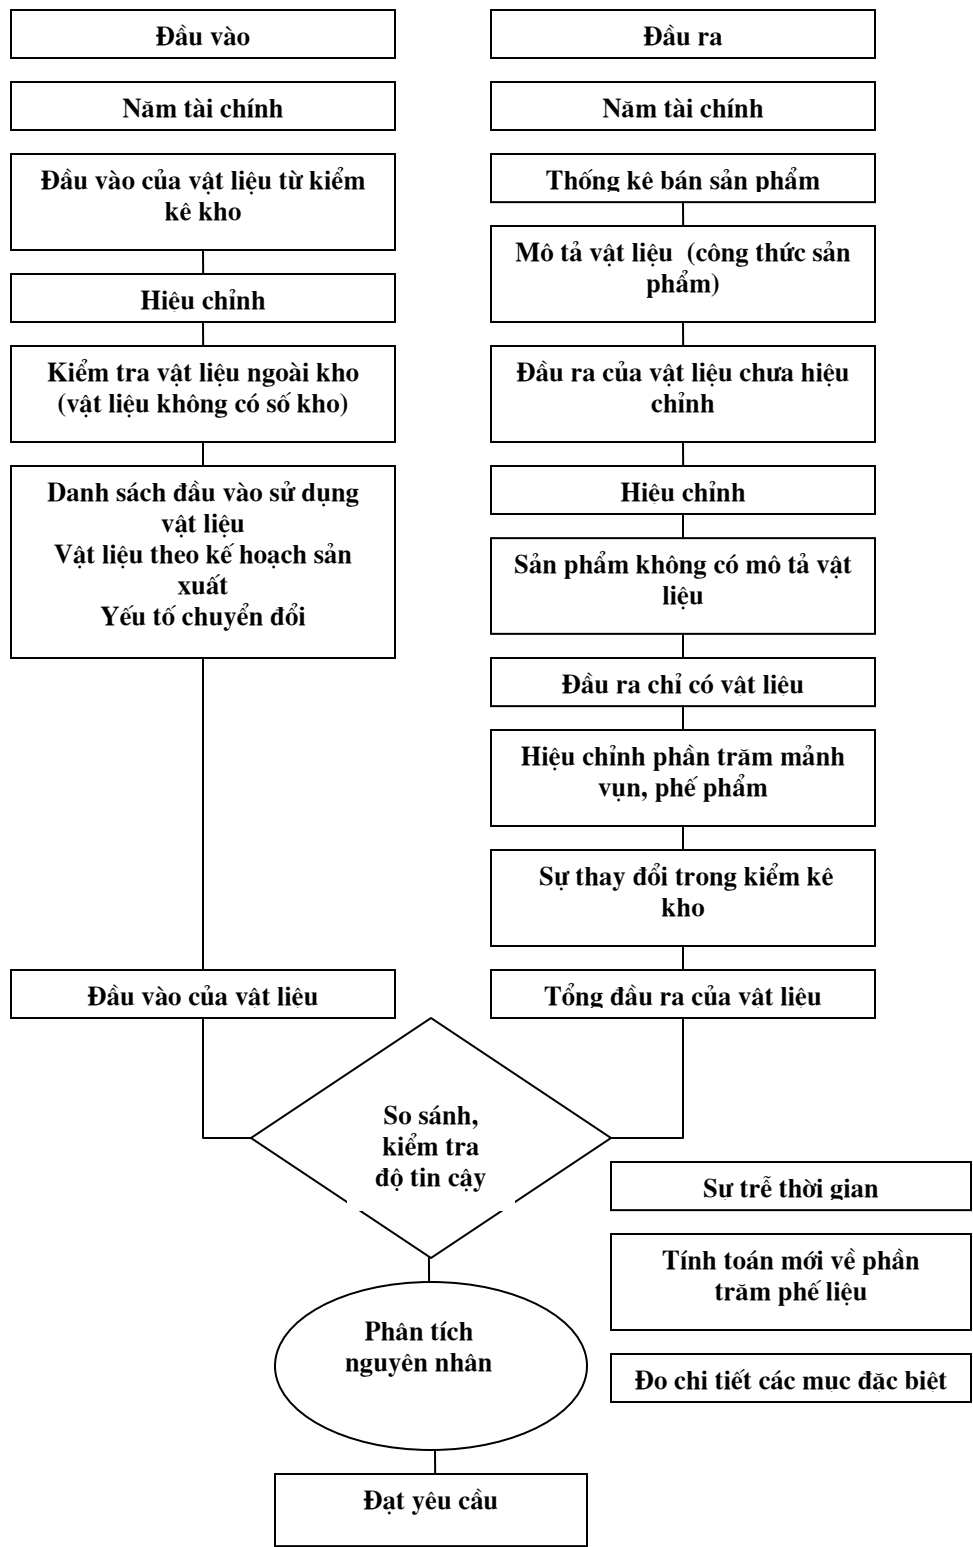 Đầu vào
Năm tài chính
Đầu vào của vật liệu từ kiểm
kê kho
Hiệu chỉnh
Kiểm tra vật liệu ngoài kho
(vật liệu không có số kho)
Danh sách đầu vào sử dụng
vật liệu
Vật liệu theo kế hoạch sản
xuất
Yếu tố chuyển đổi
Đầu vào của vật liệu
Đầu ra
Năm tài chính
Thống kê bán sản phẩm
Mô tả vật liệu (công thức sản
phẩm)
Đầu ra của vật liệu chưa hiệu
chỉnh
Hiệu chỉnh
Sản phẩm không có mô tả vật
liệu
Đầu ra chỉ có vật liệu
Hiệu chỉnh phần trăm mảnh
vụn, phế phẩm
Sự thay đổi trong kiểm kê
kho
Tổng đầu ra của vật liệu
So sánh,
kiểm tra
độ tin cậy
Sự trễ thời gian
Tính toán mới về phần
trăm phế liệu
Đo chi tiết các mục đặc biệt
Phân tích
nguyên nhân
Đạt yêu cầu